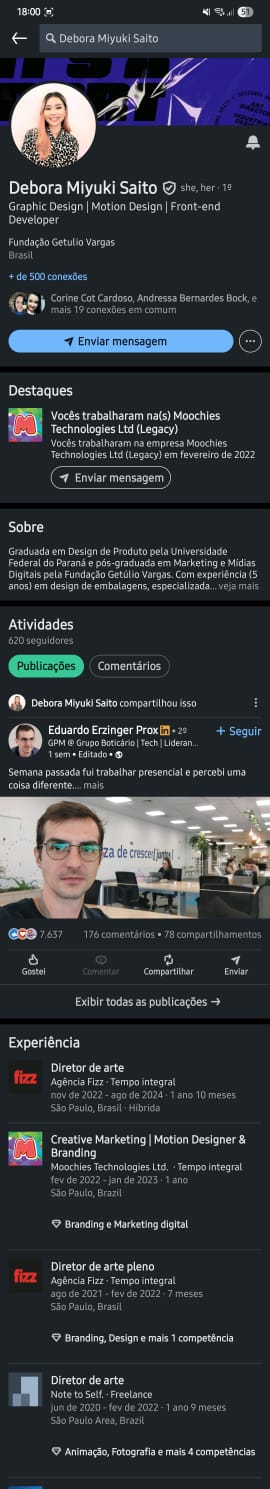 18:00
51
Debora Miyuki Saito
Debora Miyuki Saito she, her · 1º
Graphic Design | Motion Design | Front-end
Developer
Fundação Getulio Vargas
Brasil
+ de 500 conexões
Corine Cot Cardoso, Andressa Bernardes Bock, e
mais 19 conexões em comum
Enviar mensagem
Destaques
Vocês trabalharam na(s) Moochies
Technologies Ltd (Legacy)
Vocês trabalharam na empresa Moochies
Technologies Ltd (Legacy) em fevereiro de 2022
Enviar mensagem
Sobre
Graduada em Design de Produto pela Universidade
Federal do Paraná e pós-graduada em Marketing e Mídias
Digitais pela Fundação Getúlio Vargas. Com experiência (5
anos) em design de embalagens, especializada... veja mais
Atividades
620 seguidores
Publicações
Comentários
Debora Miyuki Saito compartilhou isso
Eduardo Erzinger Prox in • 2º
+ Seguir
GPM @ Grupo Boticário | Tech | Lideran...
1 sem • Editado •
Semana passada fui trabalhar presencial e percebi uma
coisa diferente.... mais
za de crescer juntos
7.637
176 comentários • 78 compartilhamentos
Gostei
Comentar
Compartilhar
Enviar
Exibir todas as publicações →
Experiência
fizz
Diretor de arte
Agência Fizz · Tempo integral
nov de 2022 - ago de 2024 · 1 ano 10 meses
São Paulo, Brasil · Híbrida
M
Creative Marketing | Motion Designer &
Branding
Moochies Technologies Ltd. · Tempo integral
fev de 2022 - jan de 2023 · 1 ano
São Paulo, Brazil
Branding e Marketing digital
fizz
Diretor de arte pleno
Agência Fizz · Tempo integral
ago de 2021 - fev de 2022 · 7 meses
São Paulo, Brasil
Branding, Design e mais 1 competência
Diretor de arte
Note to Self. · Freelance
jun de 2020 - fev de 2022 · 1 ano 9 meses
São Paulo Area, Brazil
Animação, Fotografia e mais 4 competências